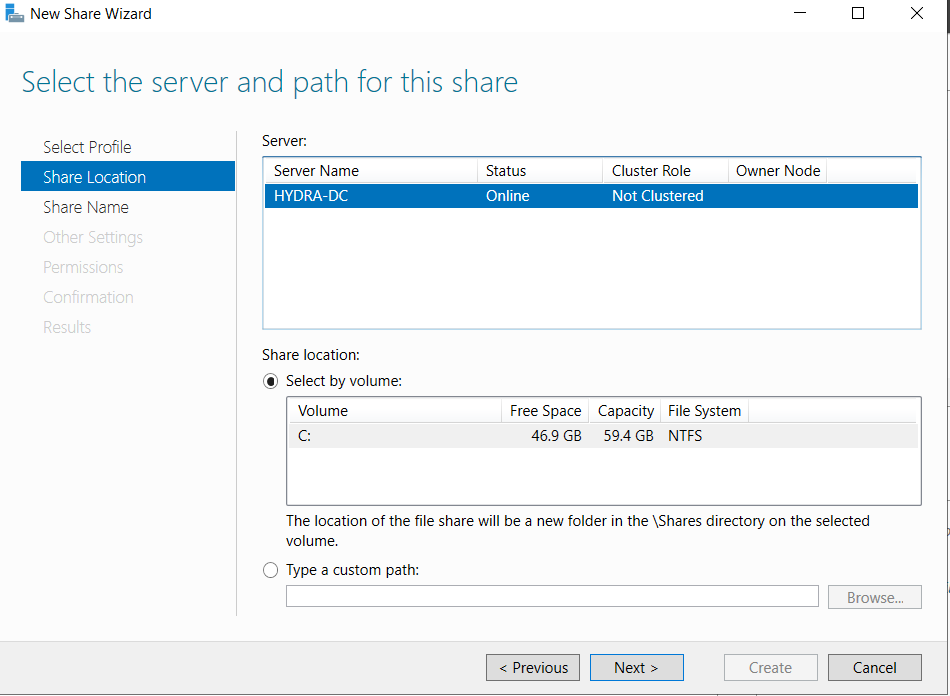 New Share Wizard
Select the server and path for this share
Select Profile
Share Location
Share Name
Other Settings
Permissions
Confirmation
Results
Server:
Server Name Status Cluster Role Owner Node
HYDRA-DC Online Not Clustered
Share location:
Select by volume:
Volume Free Space Capacity File System
C: 46.9 GB 59.4 GB NTFS
The location of the file share will be a new folder in the \Shares directory on the selected
volume.
Type a custom path:
Browse...
< Previous Next > Create Cancel